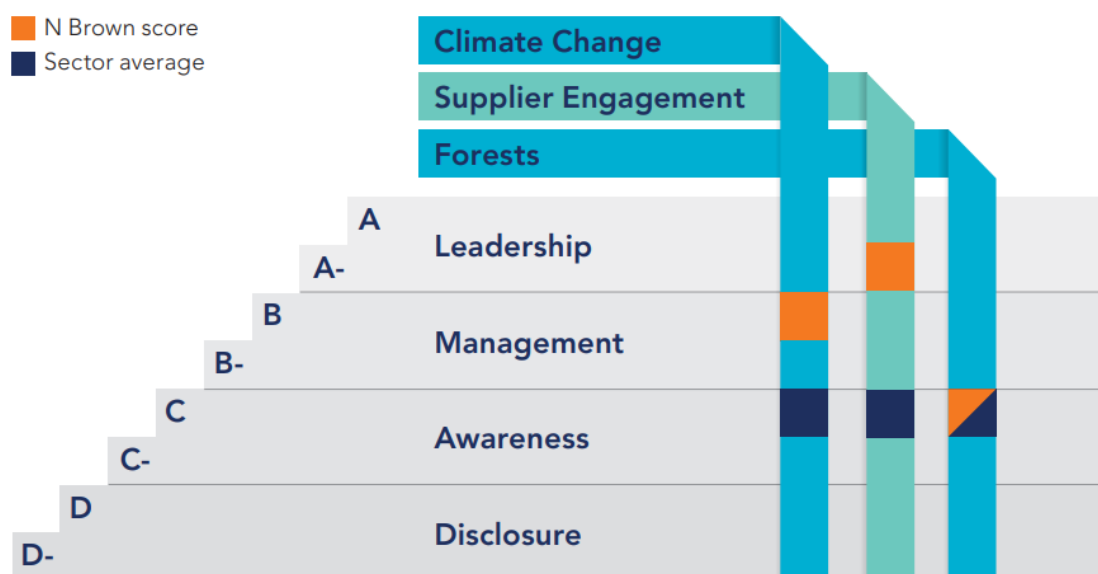 N Brown score
Sector average
Climate Change
Supplier Engagement
Forests
A
Leadership
A-
B
Management
B-
C
Awareness
C-
D
Disclosure
D-